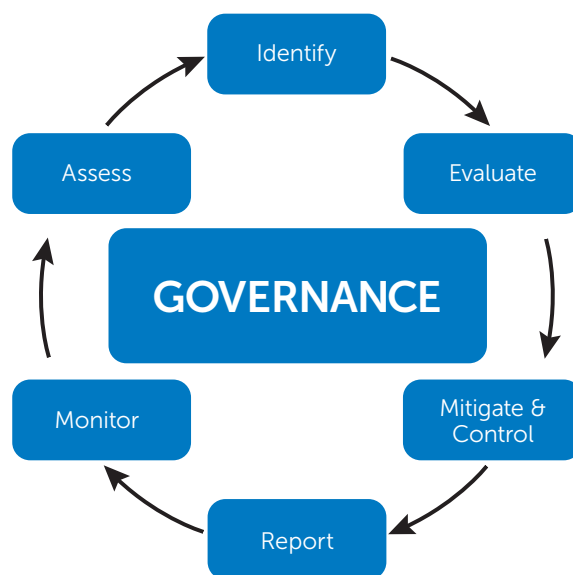 Identify
Assess
Evaluate
GOVERNANCE
Monitor
Mitigate &
Control
Report